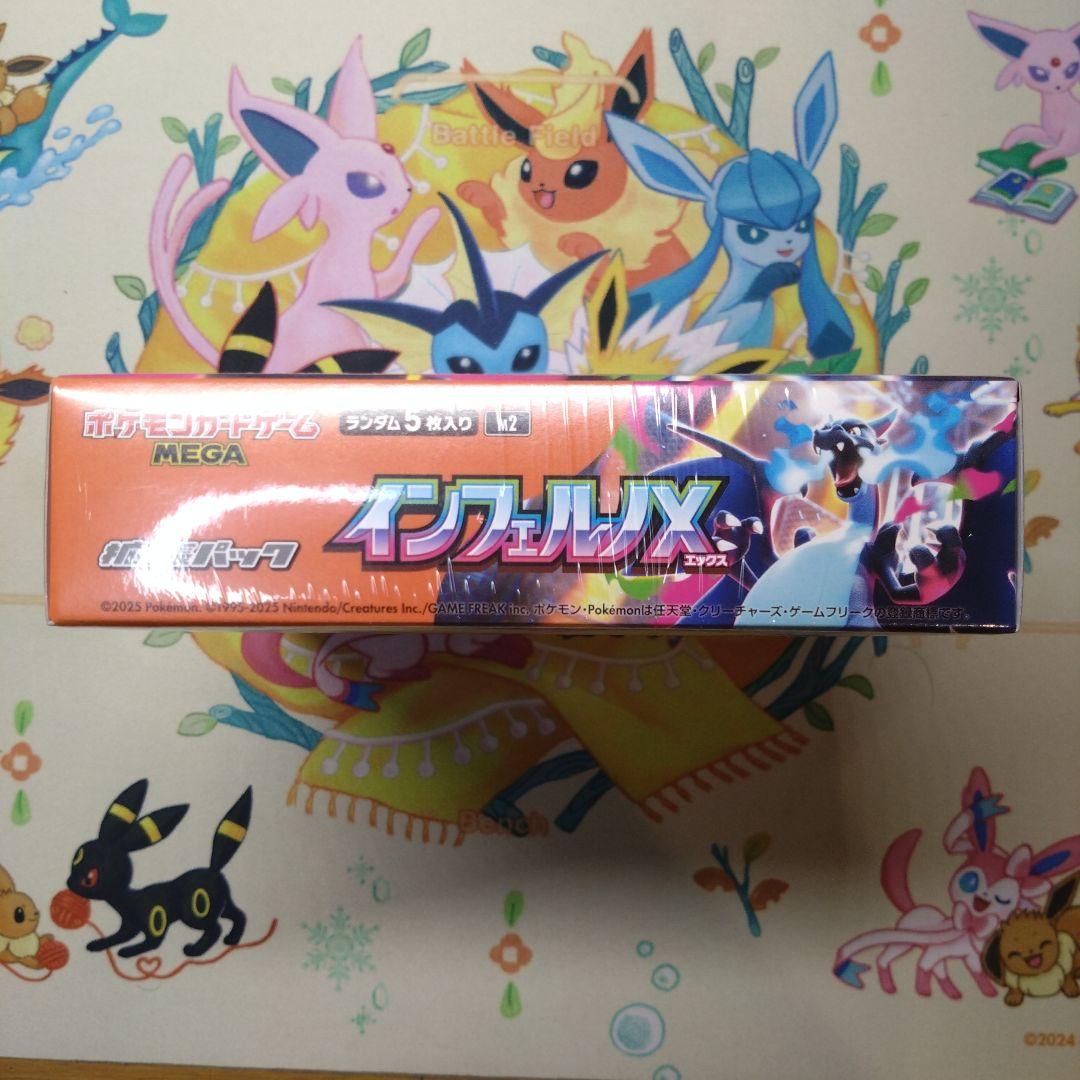 Battle Field
ポケモンカードゲーム
MEGA
ランダム5枚入り M2
拡張パック
インフェルノX
エックス
©2025 Pokémon. ©1995-2025 Nintendo/Creatures Inc./GAME FREAK inc. ポケモン・Pokémonは任天堂・クリーチャーズ・ゲームフリークの登録商標です。
Bench
©2024